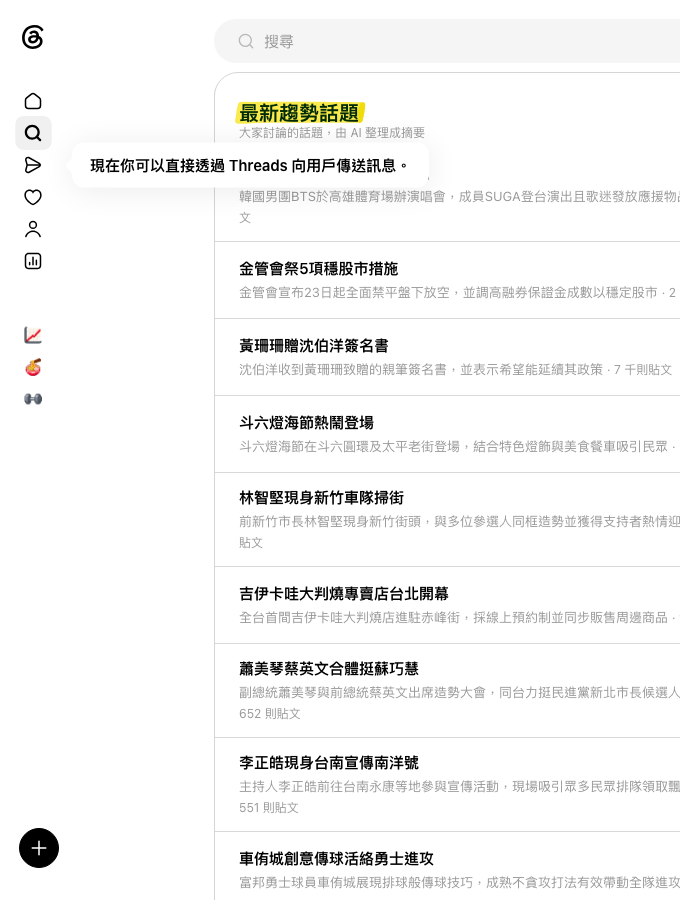 搜尋
最新趨勢話題
大家討論的話題，由 AI 整理成摘要
現在你可以直接透過 Threads 向用戶傳送訊息。
韓國男團BTS於高雄體育場辦演唱會，成員SUGA登台演出且歌迷發放應援物
文
金管會祭5項穩股市措施
金管會宣布23日起全面禁平盤下放空，並調高融券保證金成數以穩定股市 · 2
黃珊珊贈沈伯洋簽名書
沈伯洋收到黃珊珊致贈的親筆簽名書，並表示希望能延續其政策 · 7 千則貼文
斗六燈海節熱鬧登場
斗六燈海節在斗六圓環及太平老街登場，結合特色燈飾與美食餐車吸引民眾 ·
林智堅現身新竹車隊掃街
前新竹市長林智堅現身新竹街頭，與多位參選人同框造勢並獲得支持者熱情迎
貼文
吉伊卡哇大判燒專賣店台北開幕
全台首間吉伊卡哇大判燒店進駐赤峰街，採線上預約制並同步販售周邊商品 ·
蕭美琴蔡英文合體挺蘇巧慧
副總統蕭美琴與前總統蔡英文出席造勢大會，同台力挺民進黨新北市長候選人
652 則貼文
李正皓現身台南宣傳南洋號
主持人李正皓前往台南永康等地參與宣傳活動，現場吸引眾多民眾排隊領取飄
551 則貼文
車侑城創意傳球活絡勇士進攻
富邦勇士球員車侑城展現排球般傳球技巧，成熟不貪攻打法有效帶動全隊進攻